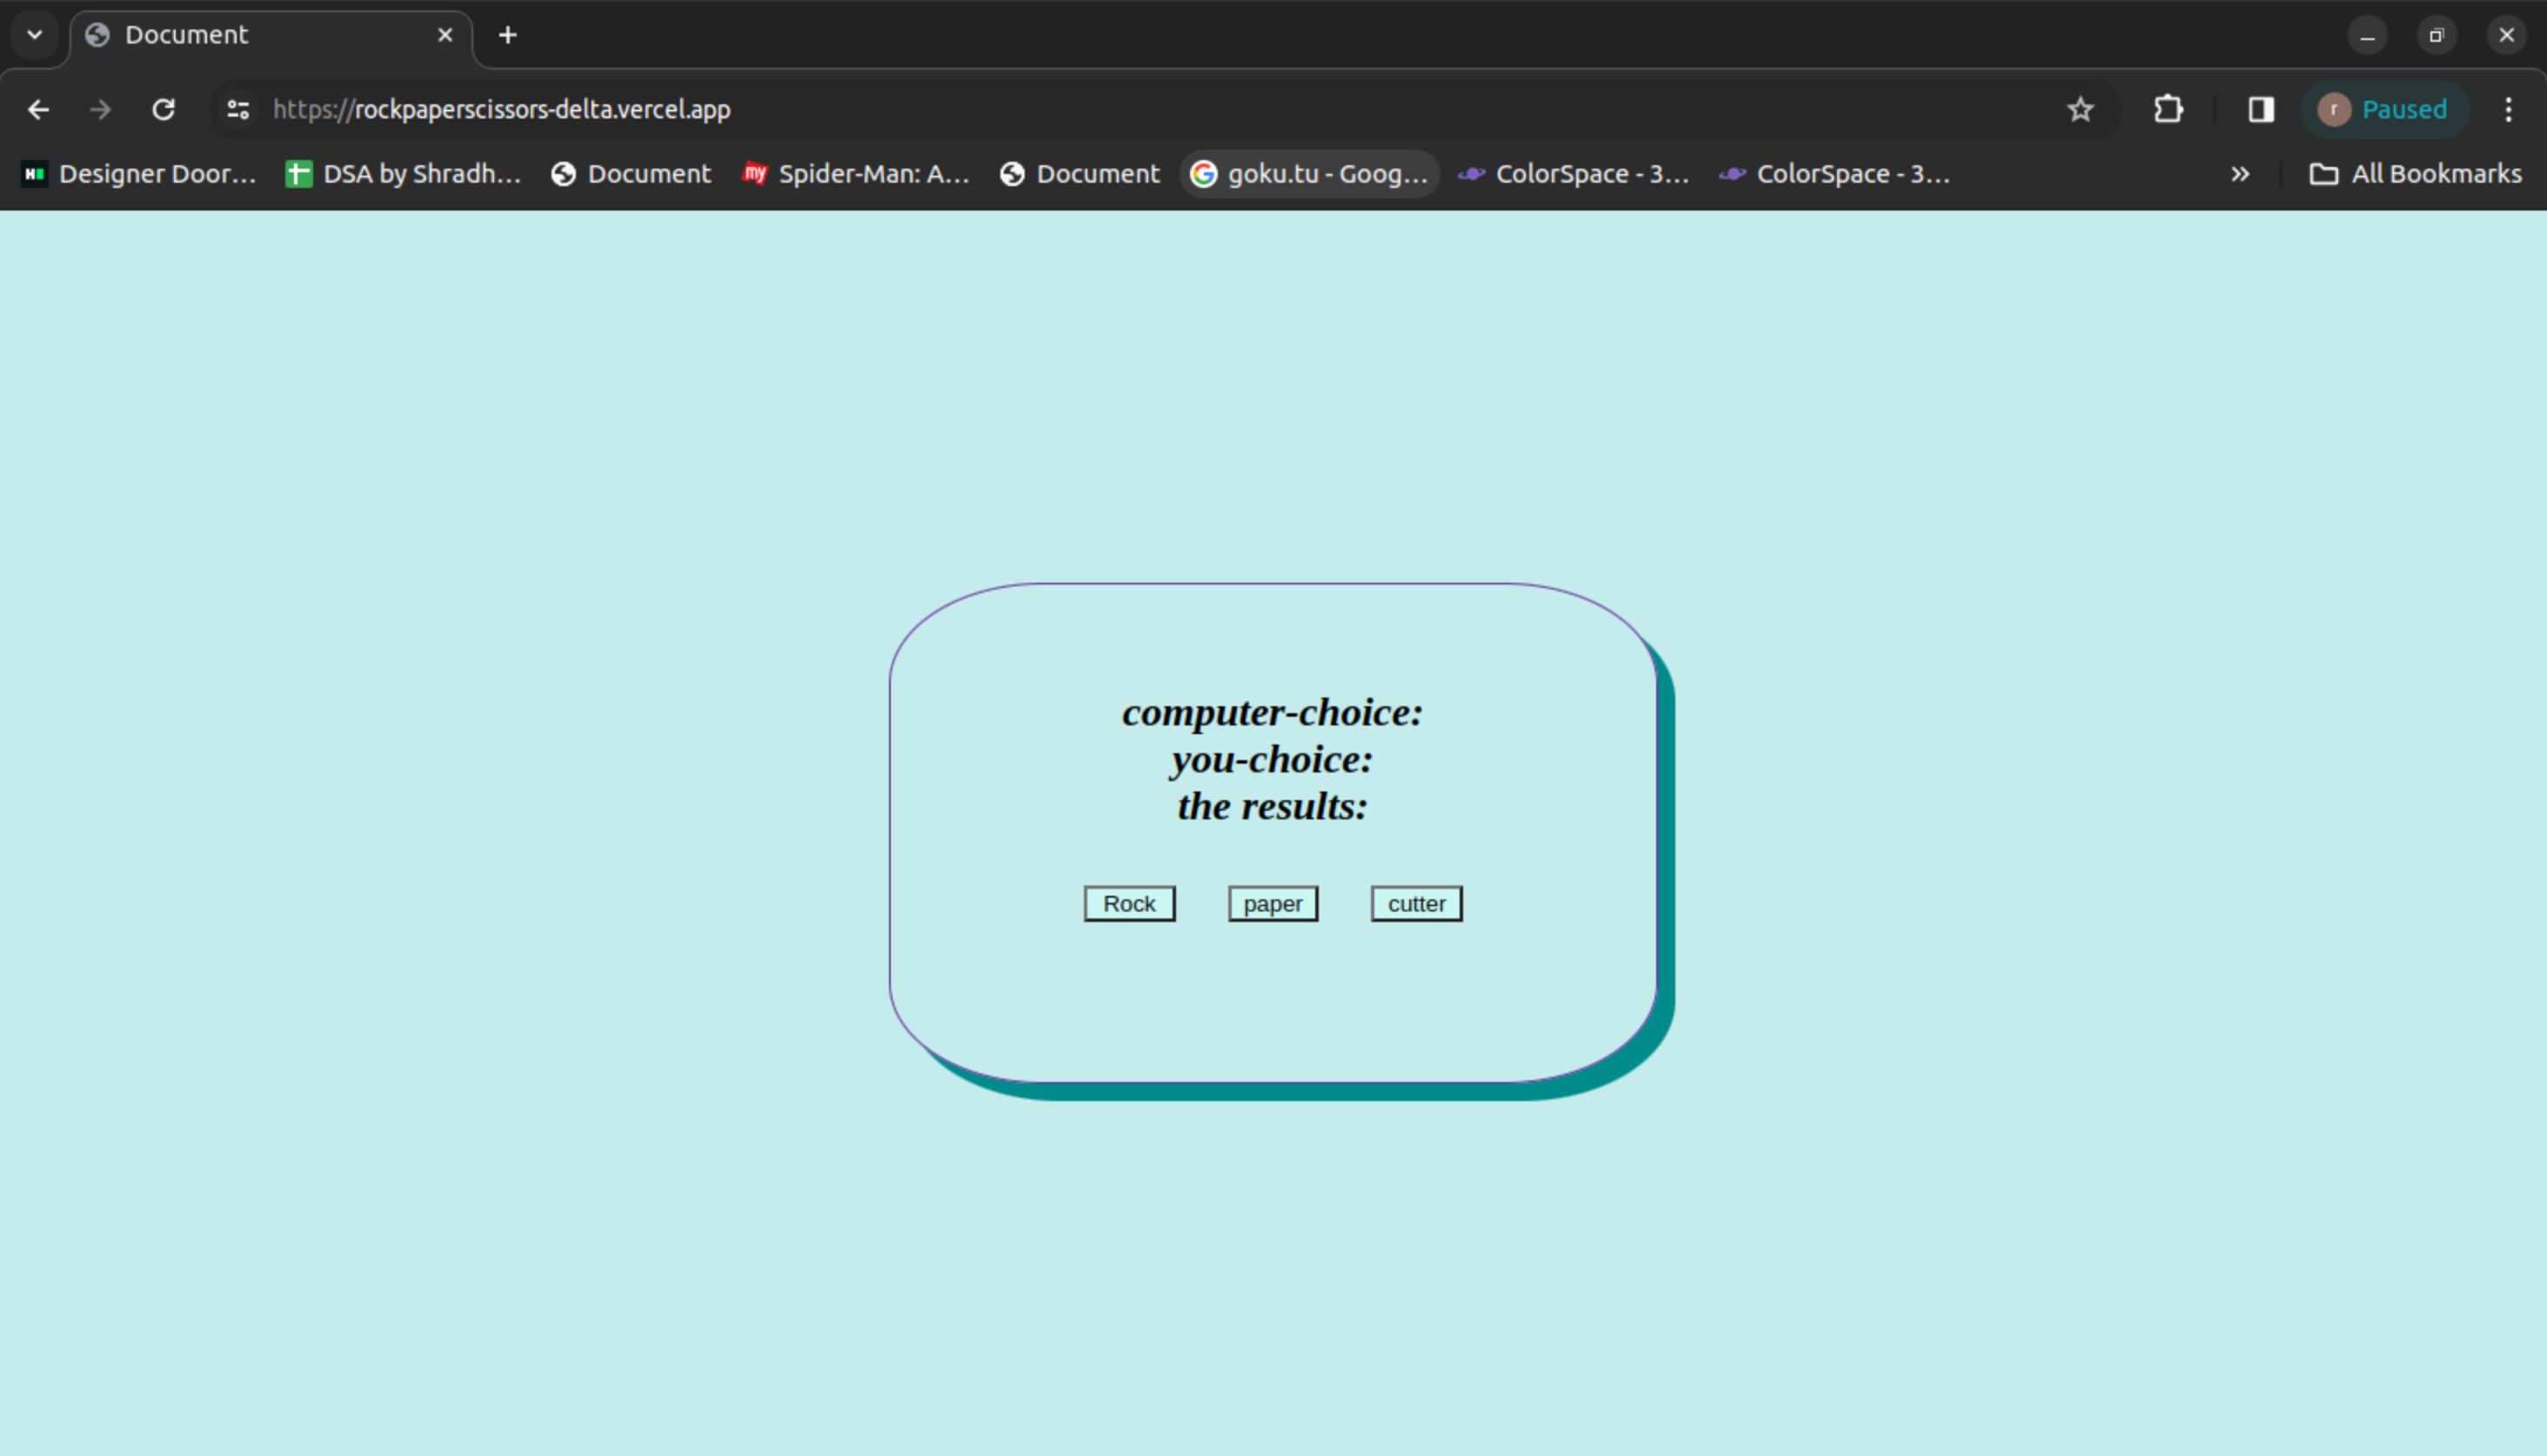 Document
https://rockpaperscissors-delta.vercel.app
Paused
Designer Door... DSA by Shradh... Document Spider-Man: A... Document goku.tu - Goog... ColorSpace - 3... ColorSpace - 3... » All Bookmarks
computer-choice:
you-choice:
the results:
Rock paper cutter